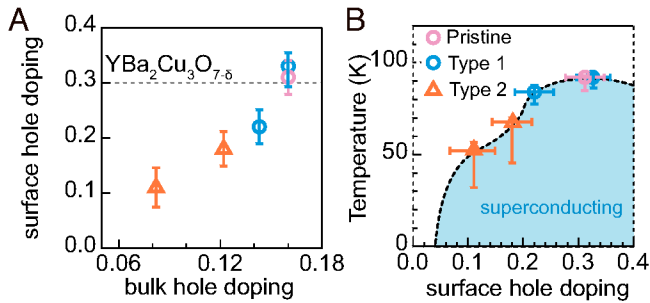 A
surface hole doping
0.4
0.3
0.2
0.1
0.0
YBa₂Cu₃O₇₋δ
0.06
0.12
0.18
bulk hole doping
B
Temperature (K)
100
50
0
Pristine
Type 1
Type 2
superconducting
0.0
0.1
0.2
0.3
0.4
surface hole doping